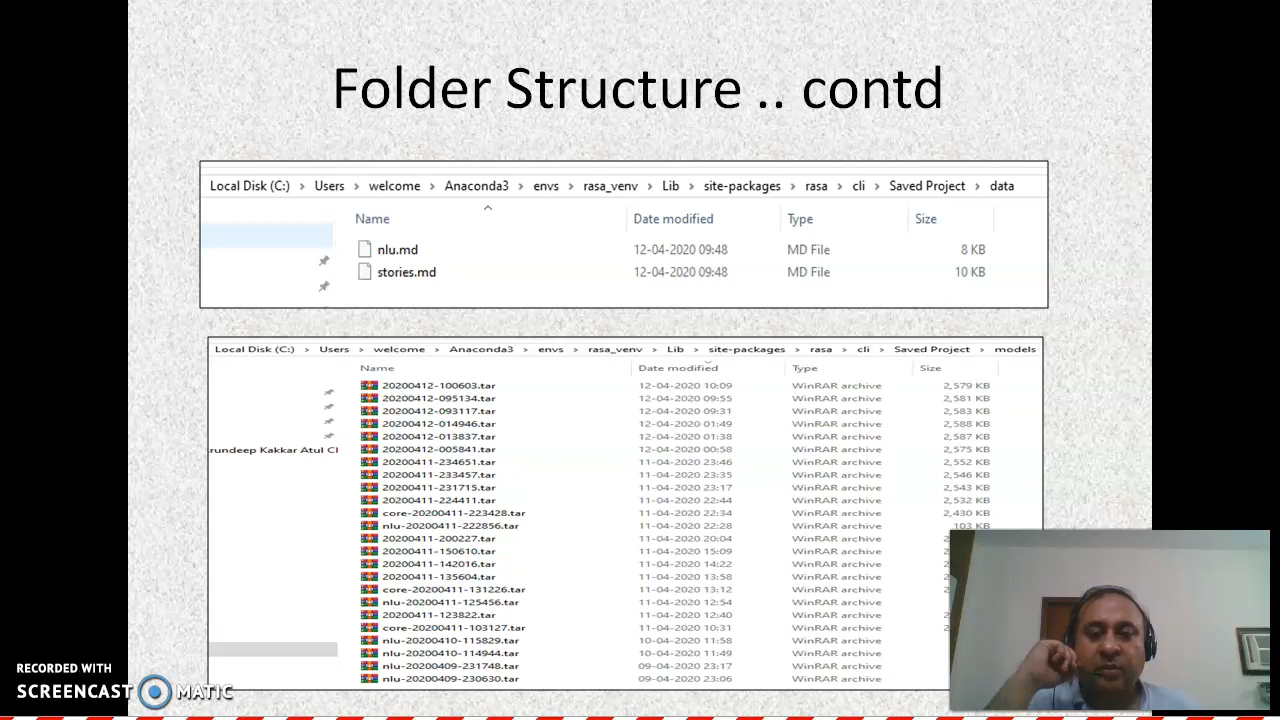 Folder Structure .. contd
Local Disk (C:) > Users > welcome > Anaconda3 > envs > rasa_venv > Lib > site-packages > rasa > cli > Saved Project > data
Name Date modified Type Size
nlu.md 12-04-2020 09:48 MD File 8 KB
stories.md 12-04-2020 09:48 MD File 10 KB
Local Disk (C:) > Users > welcome > Anaconda3 > envs > rasa_venv > Lib > site-packages > rasa > cli > Saved Project > models
Name Date modified Type Size
20200412-100603.tar 12-04-2020 10:09 WinRAR archive 2,579 KB
20200412-095134.tar 12-04-2020 09:55 WinRAR archive 2,581 KB
20200412-093117.tar 12-04-2020 09:31 WinRAR archive 2,583 KB
20200412-014946.tar 12-04-2020 01:49 WinRAR archive 2,588 KB
20200412-013837.tar 12-04-2020 01:38 WinRAR archive 2,587 KB
rundeep Kakkar Atul Cl 20200412-005841.tar 12-04-2020 00:58 WinRAR archive 2,575 KB
20200411-234651.tar 11-04-2020 23:46 WinRAR archive 2,552 KB
20200411-233457.tar 11-04-2020 23:35 WinRAR archive 2,546 KB
20200411-231715.tar 11-04-2020 23:17 WinRAR archive 2,543 KB
20200411-224411.tar 11-04-2020 22:44 WinRAR archive 2,532 KB
core-20200411-223428.tar 11-04-2020 22:34 WinRAR archive 2,430 KB
nlu-20200411-222856.tar 11-04-2020 22:28 WinRAR archive 103 KB
20200411-200227.tar 11-04-2020 20:04 WinRAR archive
20200411-150610.tar 11-04-2020 15:09 WinRAR archive
20200411-142016.tar 11-04-2020 14:22 WinRAR archive
20200411-135604.tar 11-04-2020 13:58 WinRAR archive
core-20200411-131226.tar 11-04-2020 13:12 WinRAR archive
nlu-20200411-125456.tar 11-04-2020 12:54 WinRAR archive
20200411-123822.tar 11-04-2020 12:40 WinRAR archive
core-20200411-103127.tar 11-04-2020 10:31 WinRAR archive
nlu-20200410-115829.tar 10-04-2020 11:58 WinRAR archive
nlu-20200410-114944.tar 10-04-2020 11:49 WinRAR archive
nlu-20200409-231748.tar 09-04-2020 23:17 WinRAR archive
nlu-20200409-230630.tar 09-04-2020 23:06 WinRAR archive
RECORDED WITH
SCREENCAST MATIC